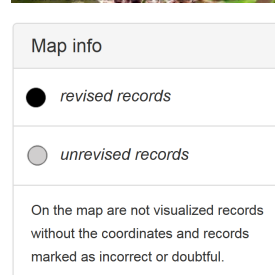 Map info
revised records
unrevised records
On the map are not visualized records
without the coordinates and records
marked as incorrect or doubtful.